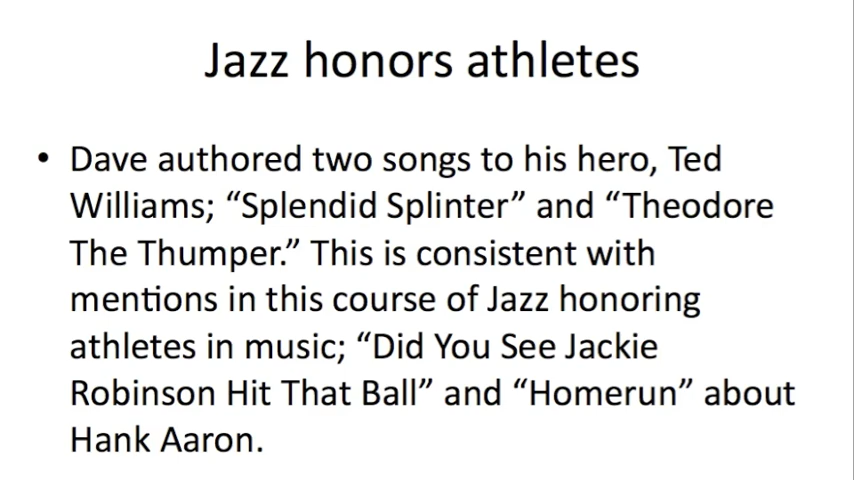 Jazz honors athletes
• Dave authored two songs to his hero, Ted
Williams; “Splendid Splinter” and “Theodore
The Thumper.” This is consistent with
mentions in this course of Jazz honoring
athletes in music; “Did You See Jackie
Robinson Hit That Ball” and “Homerun” about
Hank Aaron.